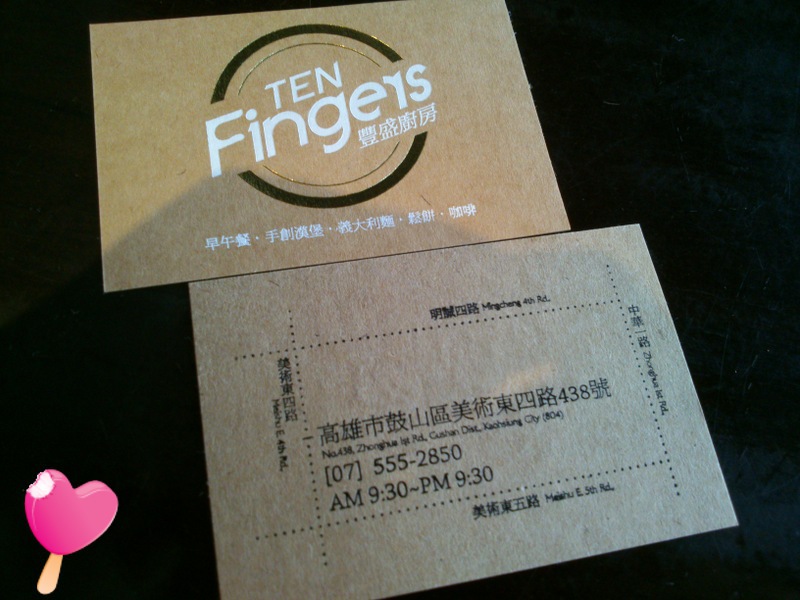 TEN
Fingers
豐盛廚房
早午餐・手創漢堡・義大利麵・鬆餅・咖啡
明誠四路 Mingcheng 4th Rd.
中華一路 Zhonghua 1st Rd.
美術東四路 Meishu E. 4th Rd.
高雄市鼓山區美術東四路438號
No.438, Zhonghua 1st Rd., Gushan Dist., Kaohsiung City (804)
[07] 555-2850
AM 9:30~PM 9:30
美術東五路 Meishu E. 5th Rd.